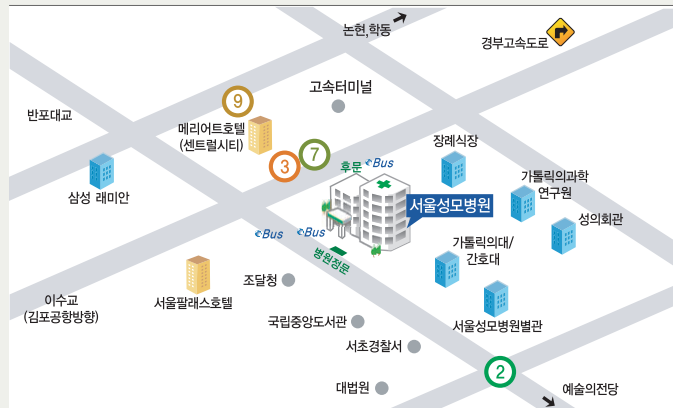 논현,학동
경부고속도로
고속터미널
반포대교
9
메리어트호텔
(센트럴시티)
3
7
후문
Bus
장례식장
삼성 래미안
가톨릭의과학
연구원
서울성모병원
성의회관
Bus
Bus
병원정문
가톨릭의대/
간호대
조달청
이수교
(김포공항방향)
서울팔래스호텔
국립중앙도서관
서울성모병원별관
서초경찰서
2
대법원
예술의전당